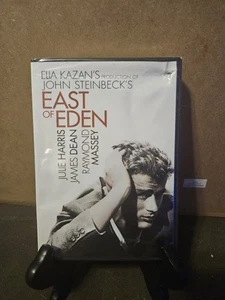 ELIA KAZAN'S PRODUCTION OF
JOHN STEINBECK'S
EAST
OF
EDEN
JULIE HARRIS
JAMES DEAN
RAYMOND
MASSEY